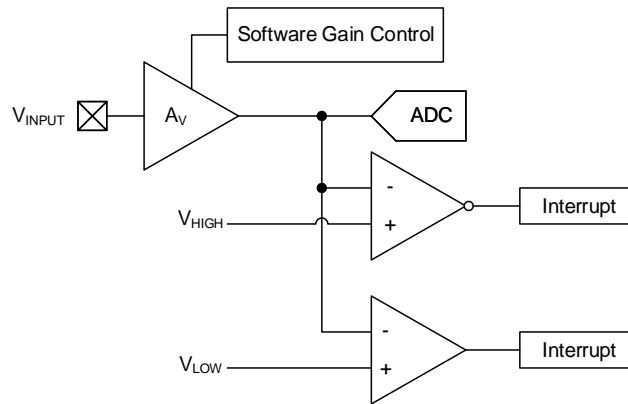 Software Gain Control
VINPUT
AV
ADC
-
VHIGH
+
Interrupt
-
VLOW
+
Interrupt